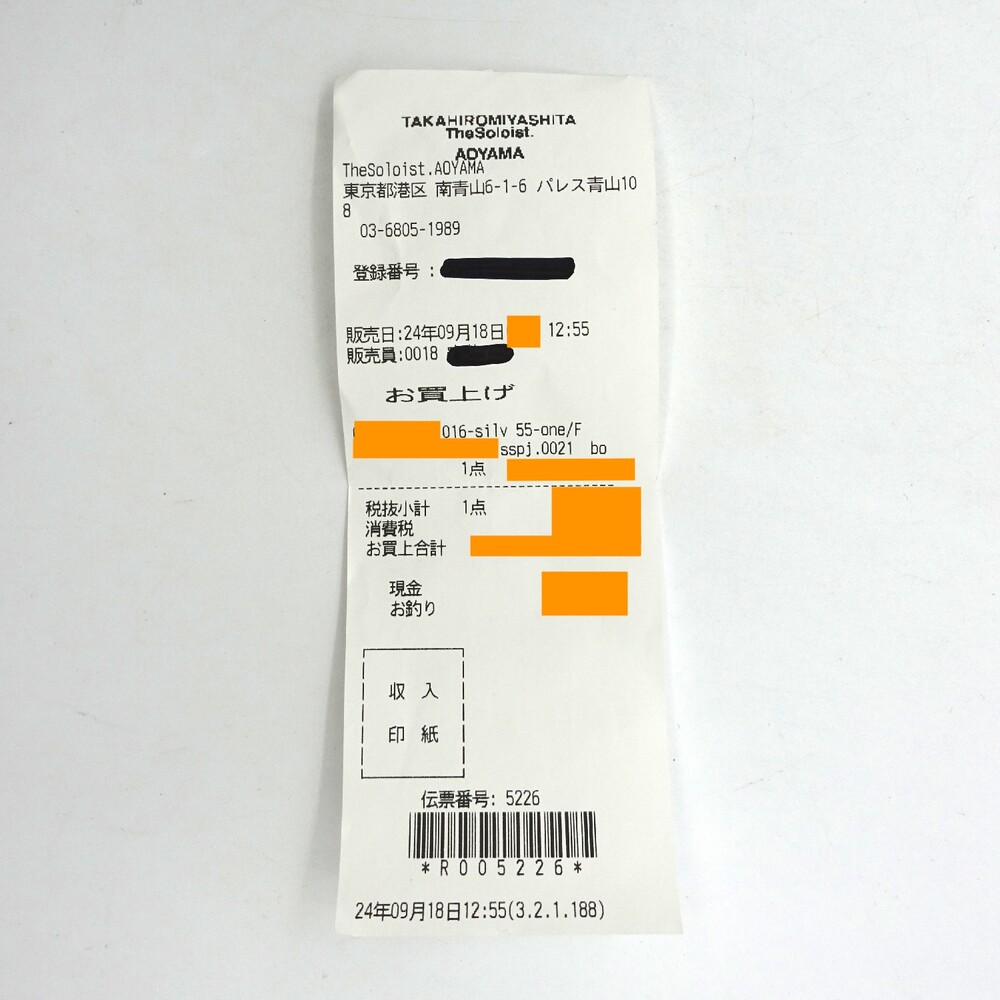 TAKAHIROMIYASHITA
TheSoloist.
AOYAMA
TheSoloist.AOYAMA
東京都港区 南青山6-1-6 パレス青山10
8
03-6805-1989
登録番号 :
販売日:24年09月18日 12:55
販売員:0018
お買上げ
016-silv 55-one/F
sspj.0021 bo
1点
税抜小計 1点
消費税
お買上合計
現金
お釣り
収入
印紙
伝票番号: 5226
*R005226*
24年09月18日12:55(3.2.1.188)